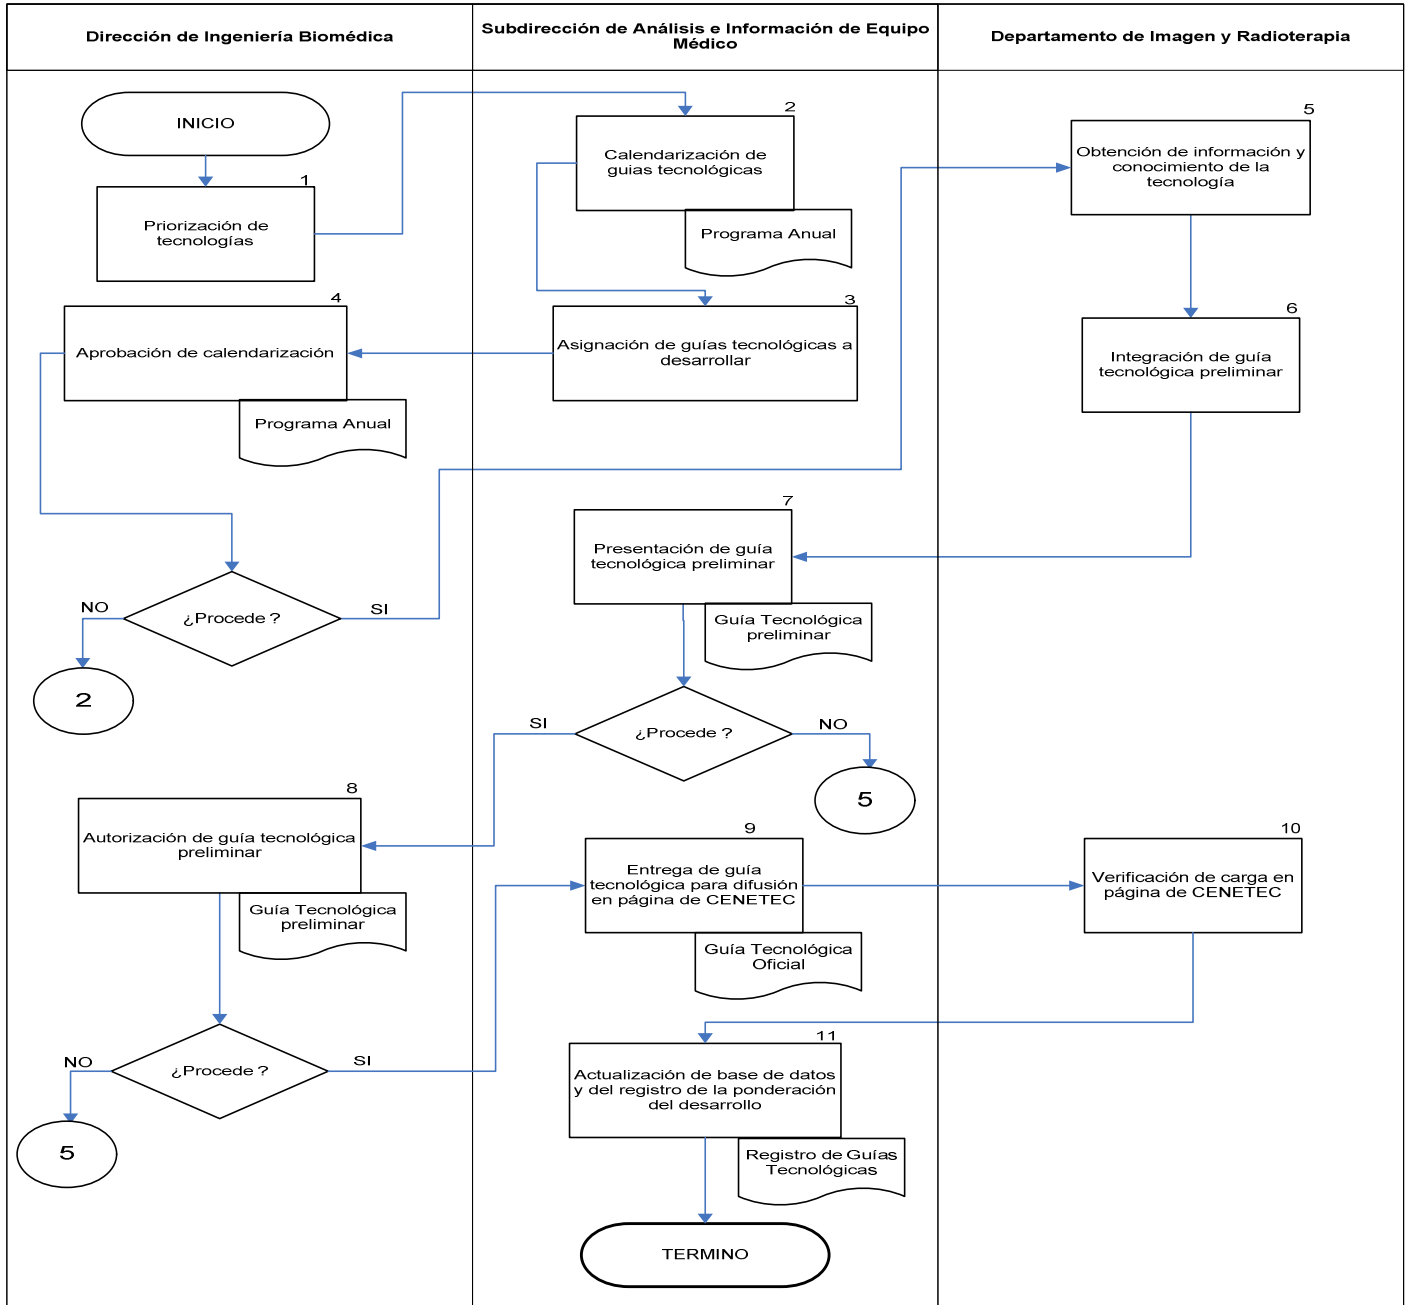 Dirección de Ingeniería Biomédica
Subdirección de Análisis e Información de Equipo
Médico
Departamento de Imagen y Radioterapia
INICIO
1
Priorización de
tecnologías
2
Calendarización de
guias tecnológicas
Programa Anual
3
Asignación de guías tecnológicas a
desarrollar
4
Aprobación de calendarización
Programa Anual
¿Procede ?
NO
SI
2
5
Obtención de información y
conocimiento de la
tecnología
6
Integración de guía
tecnológica preliminar
7
Presentación de guía
tecnológica preliminar
Guía Tecnológica
preliminar
¿Procede ?
SI
NO
5
8
Autorización de guía tecnológica
preliminar
Guía Tecnológica
preliminar
¿Procede ?
NO
SI
5
9
Entrega de guía
tecnológica para difusión
en página de CENETEC
Guía Tecnológica
Oficial
10
Verificación de carga en
página de CENETEC
11
Actualización de base de datos
y del registro de la ponderación
del desarrollo
Registro de Guías
Tecnológicas
TERMINO